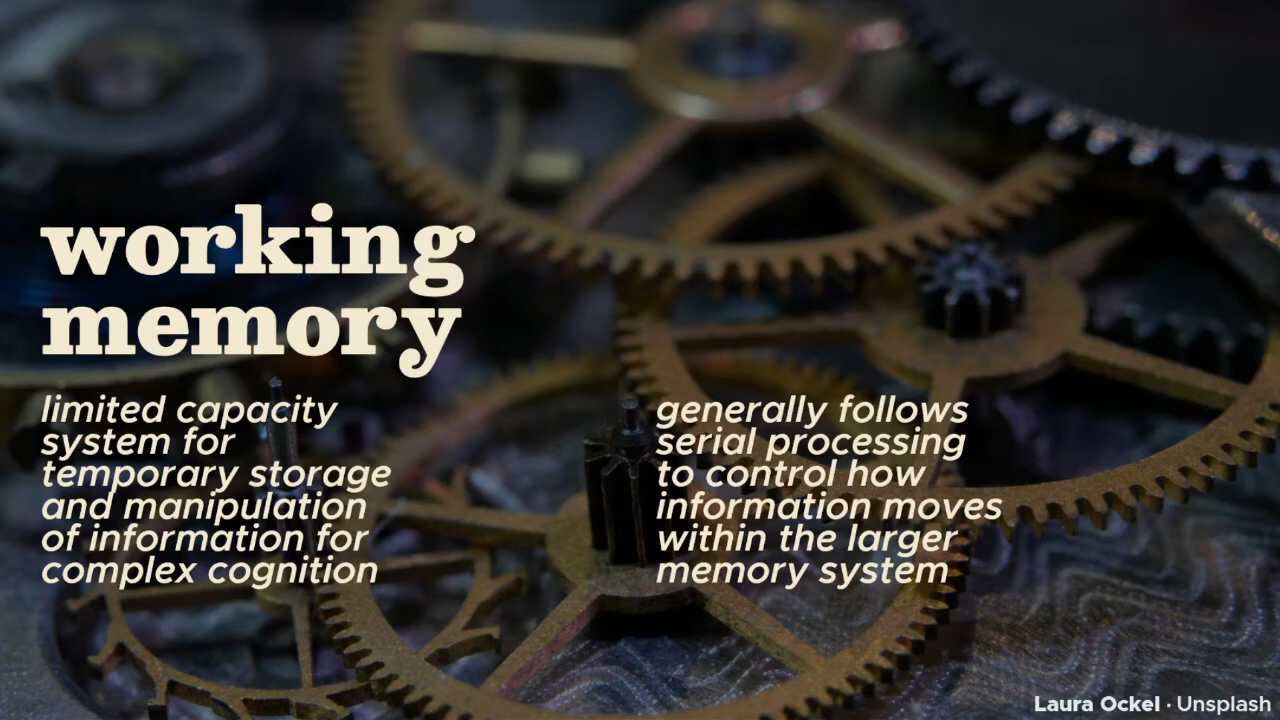 working
memory
limited capacity
system for
temporary storage
and manipulation
of information for
complex cognition
generally follows
serial processing
to control how
information moves
within the larger
memory system
Laura Ockel · Unsplash